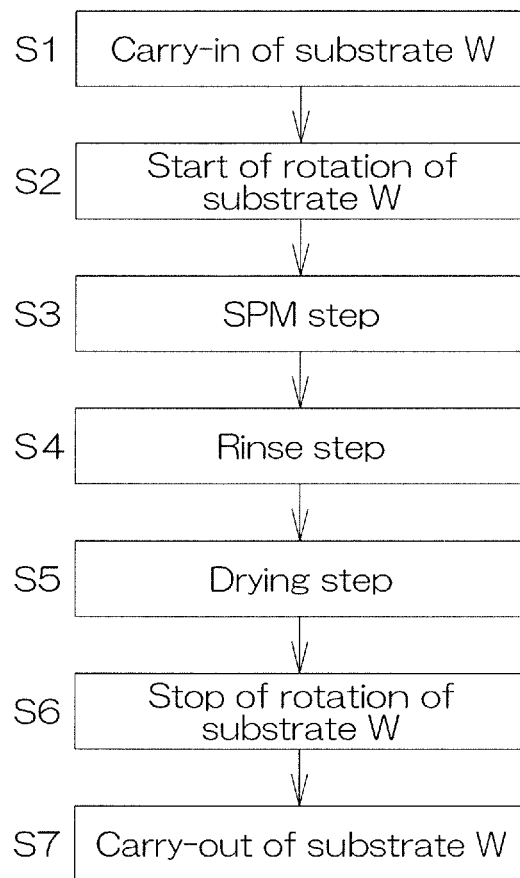 S1 Carry-in of substrate W
S2 Start of rotation of
substrate W
S3 SPM step
S4 Rinse step
S5 Drying step
S6 Stop of rotation of
substrate W
S7 Carry-out of substrate W